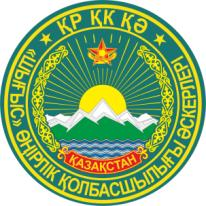 ҚР ҚК ҚӘ
«ШЫҒЫС» ӨҢІРЛІК ҚОЛБАСШЫЛЫҒЫ ӘСКЕРЛЕРІ
ҚАЗАҚСТАН